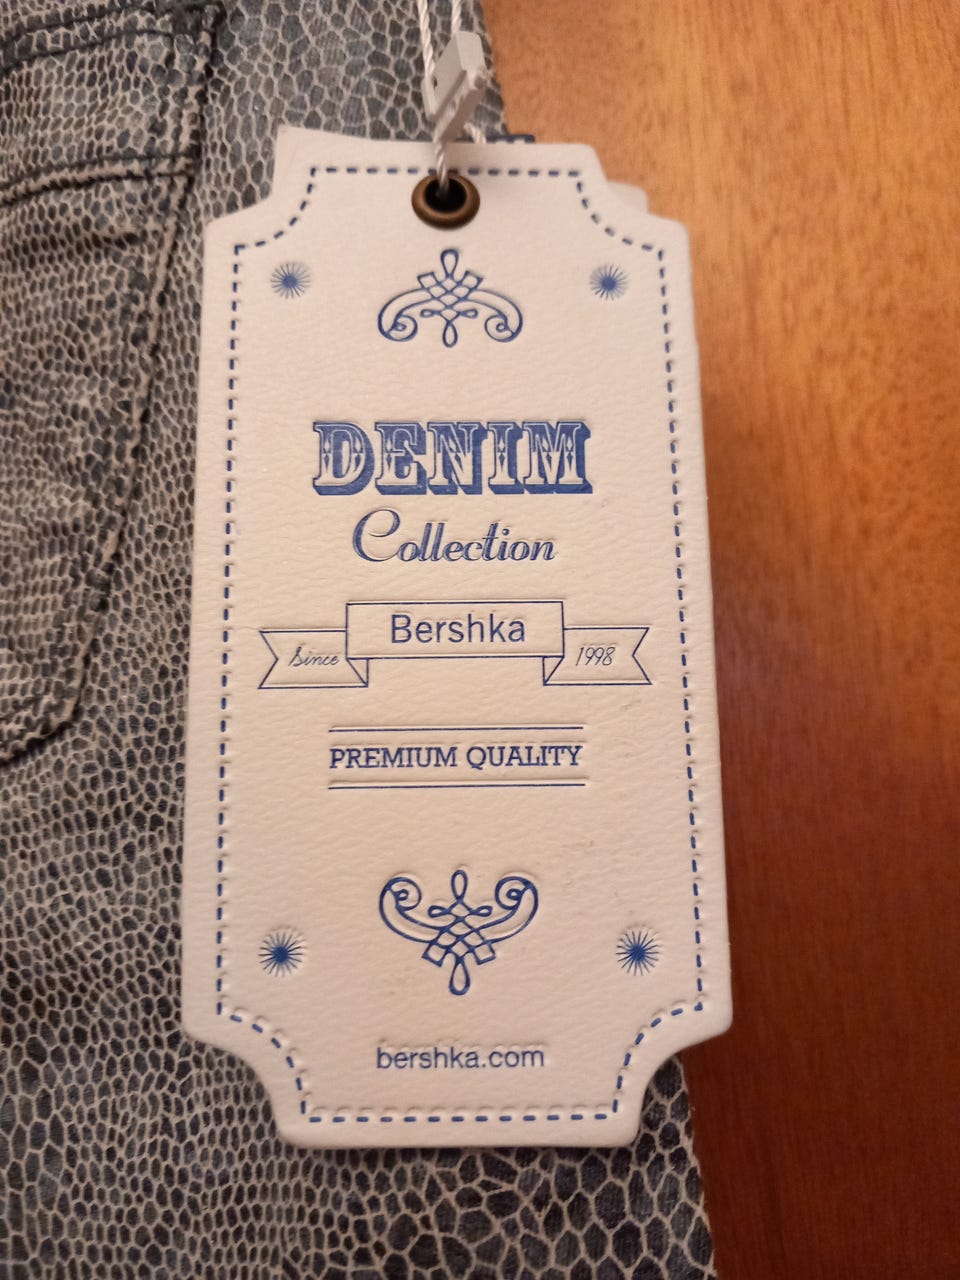 DENIM
Collection
Bershka
Since 1998
PREMIUM QUALITY
bershka.com